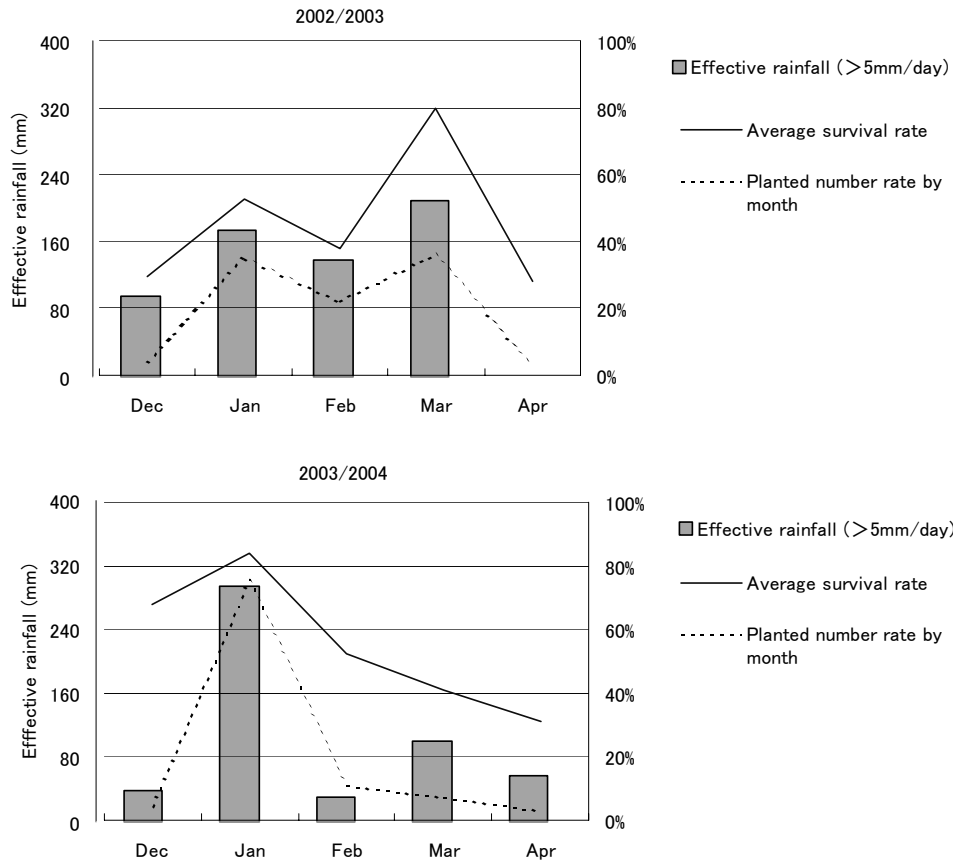 2002/2003
400
320
240
160
80
0
Efffective rainfall (mm)
100%
80%
60%
40%
20%
0%
Dec Jan Feb Mar Apr
Effective rainfall (>5mm/day)
Average survival rate
Planted number rate by
month
2003/2004
400
320
240
160
80
0
Efffective rainfall (mm)
100%
80%
60%
40%
20%
0%
Dec Jan Feb Mar Apr
Effective rainfall (>5mm/day)
Average survival rate
Planted number rate by
month